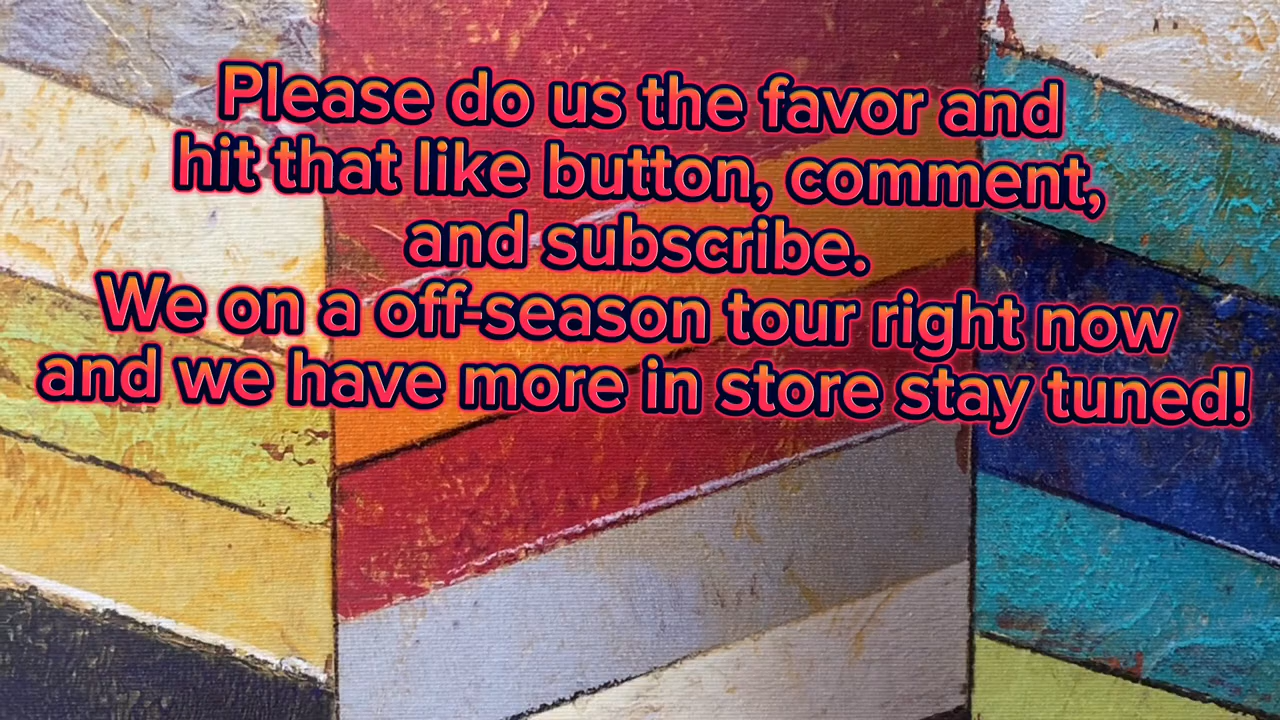 Please do us the favor and
hit that like button, comment,
and subscribe.
We on a off-season tour right now
and we have more in store stay tuned!